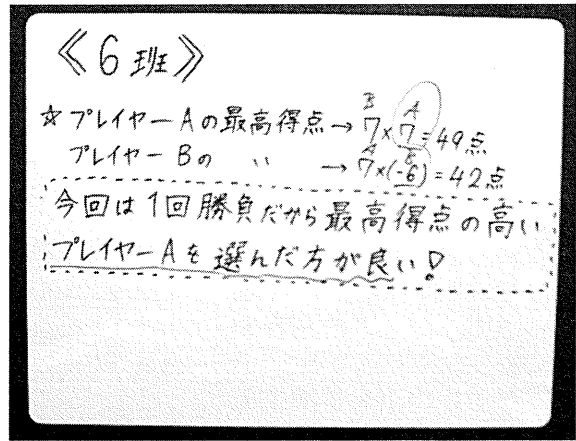 《6班》
B A
☆プレイヤーAの最高得点→7×7=49点
A B
プレイヤーBの 〃 →7×(-6)=42点
今回は1回勝負だから最高得点の高い
プレイヤーAを選んだ方が良い!